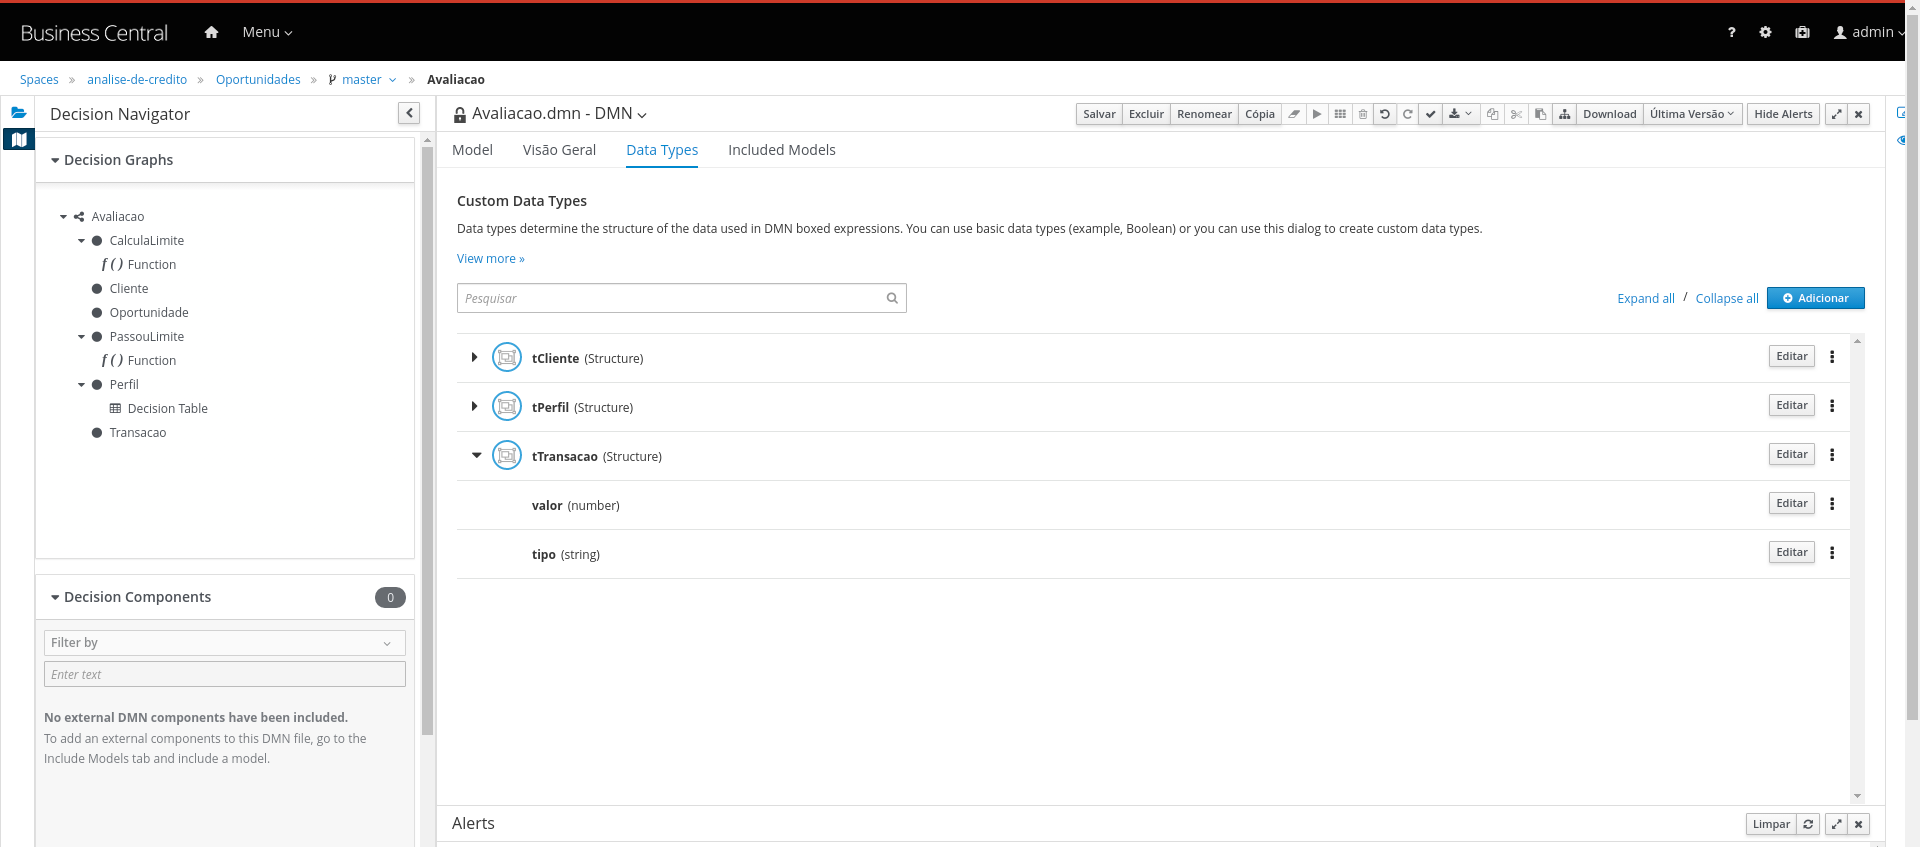 Business Central
Menu
admin
Spaces » analise-de-credito » Oportunidades » master » Avaliacao
Decision Navigator
Decision Graphs
Avaliacao
CalculaLimite
f ( ) Function
Cliente
Oportunidade
PassouLimite
f ( ) Function
Perfil
Decision Table
Transacao
Decision Components
0
Filter by
Enter text
No external DMN components have been included.
To add an external components to this DMN file, go to the
Include Models tab and include a model.
Avaliacao.dmn - DMN
Salvar Excluir Renomear Cópia Download Última Versão Hide Alerts
Model Visão Geral Data Types Included Models
Custom Data Types
Data types determine the structure of the data used in DMN boxed expressions. You can use basic data types (example, Boolean) or you can use this dialog to create custom data types.
View more »
Pesquisar
Expand all / Collapse all Adicionar
tCliente (Structure) Editar
tPerfil (Structure) Editar
tTransacao (Structure) Editar
valor (number) Editar
tipo (string) Editar
Alerts
Limpar